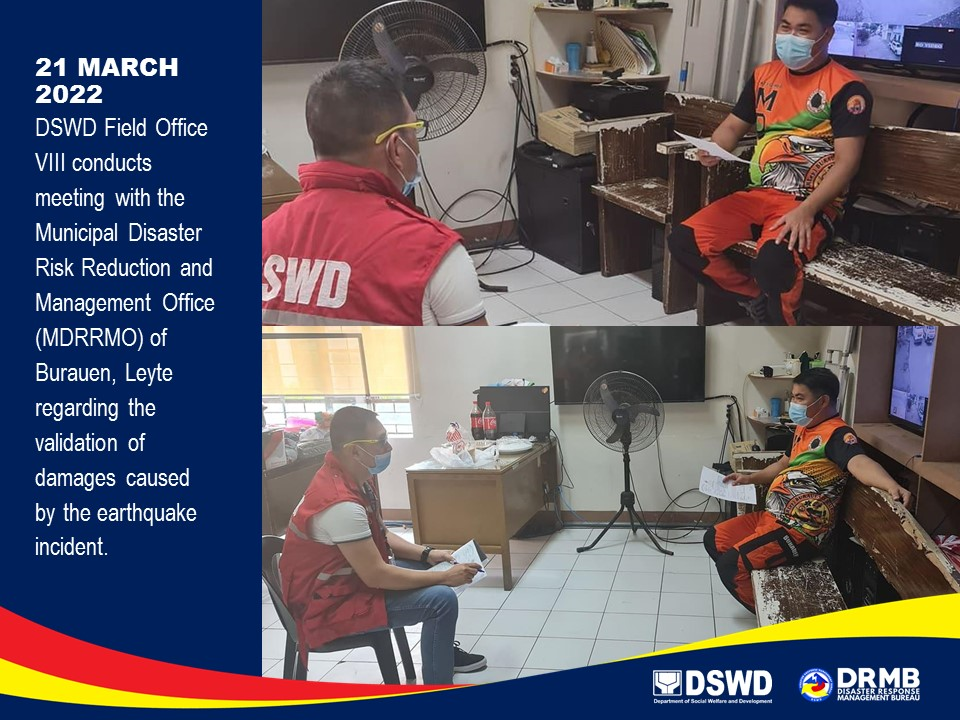 21 MARCH
2022
DSWD Field Office
VIII conducts
meeting with the
Municipal Disaster
Risk Reduction and
Management Office
(MDRRMO) of
Burauen, Leyte
regarding the
validation of
damages caused
by the earthquake
incident.
DSWD
NO VIDEO
DSWD
Department of Social Welfare and Development
DRMB
DISASTER RESPONSE
MANAGEMENT BUREAU